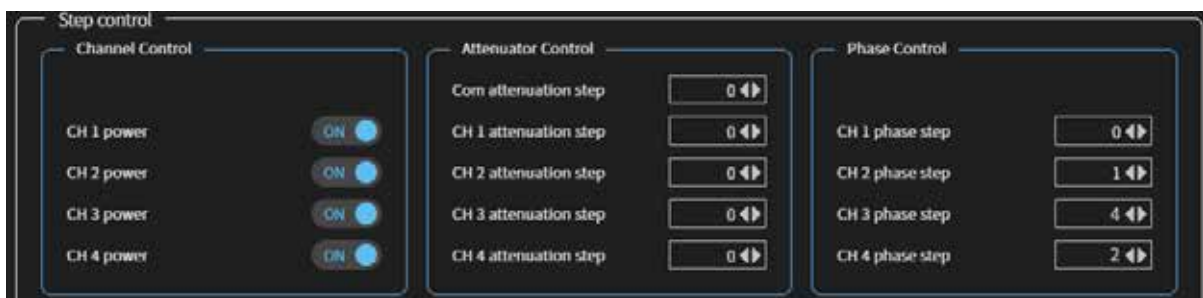 Step control
Channel Control
CH 1 power ON
CH 2 power ON
CH 3 power ON
CH 4 power ON
Attenuator Control
Com attenuation step 0
CH 1 attenuation step 0
CH 2 attenuation step 0
CH 3 attenuation step 0
CH 4 attenuation step 0
Phase Control
CH 1 phase step 0
CH 2 phase step 1
CH 3 phase step 4
CH 4 phase step 2